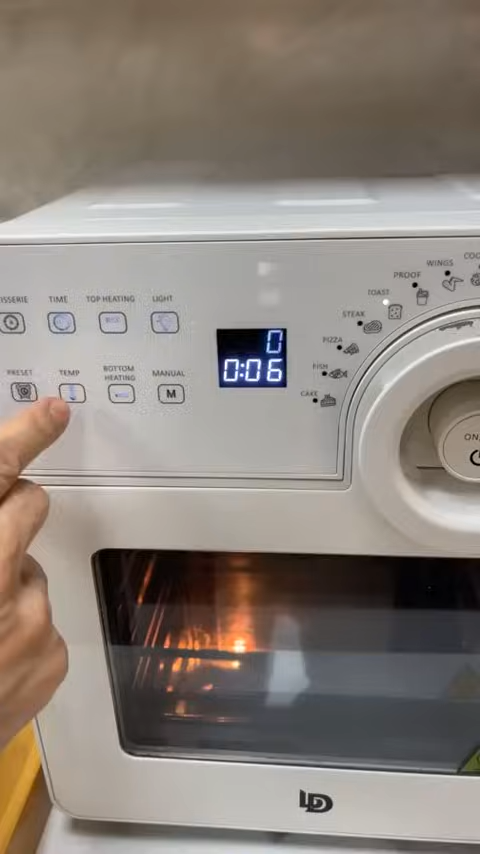 ISSERIE TIME TOP HEATING LIGHT
PRESET TEMP BOTTOM HEATING MANUAL
M
0
0:06
WINGS
PROOF
TOAST
STEAK
PIZZA
FISH
CAKE
LD